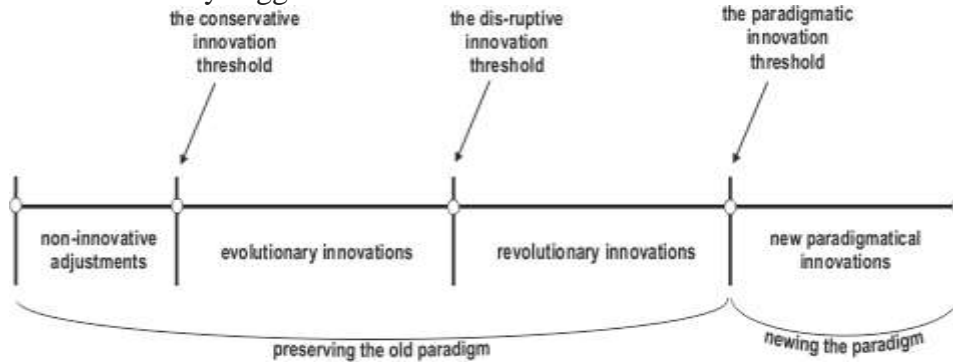 the conservative
innovation
threshold
the dis-ruptive
innovation
threshold
the paradigmatic
innovation
threshold
non-innovative
adjustments
evolutionary innovations
revolutionary innovations
new paradigmatical
innovations
preserving the old paradigm
newing the paradigm